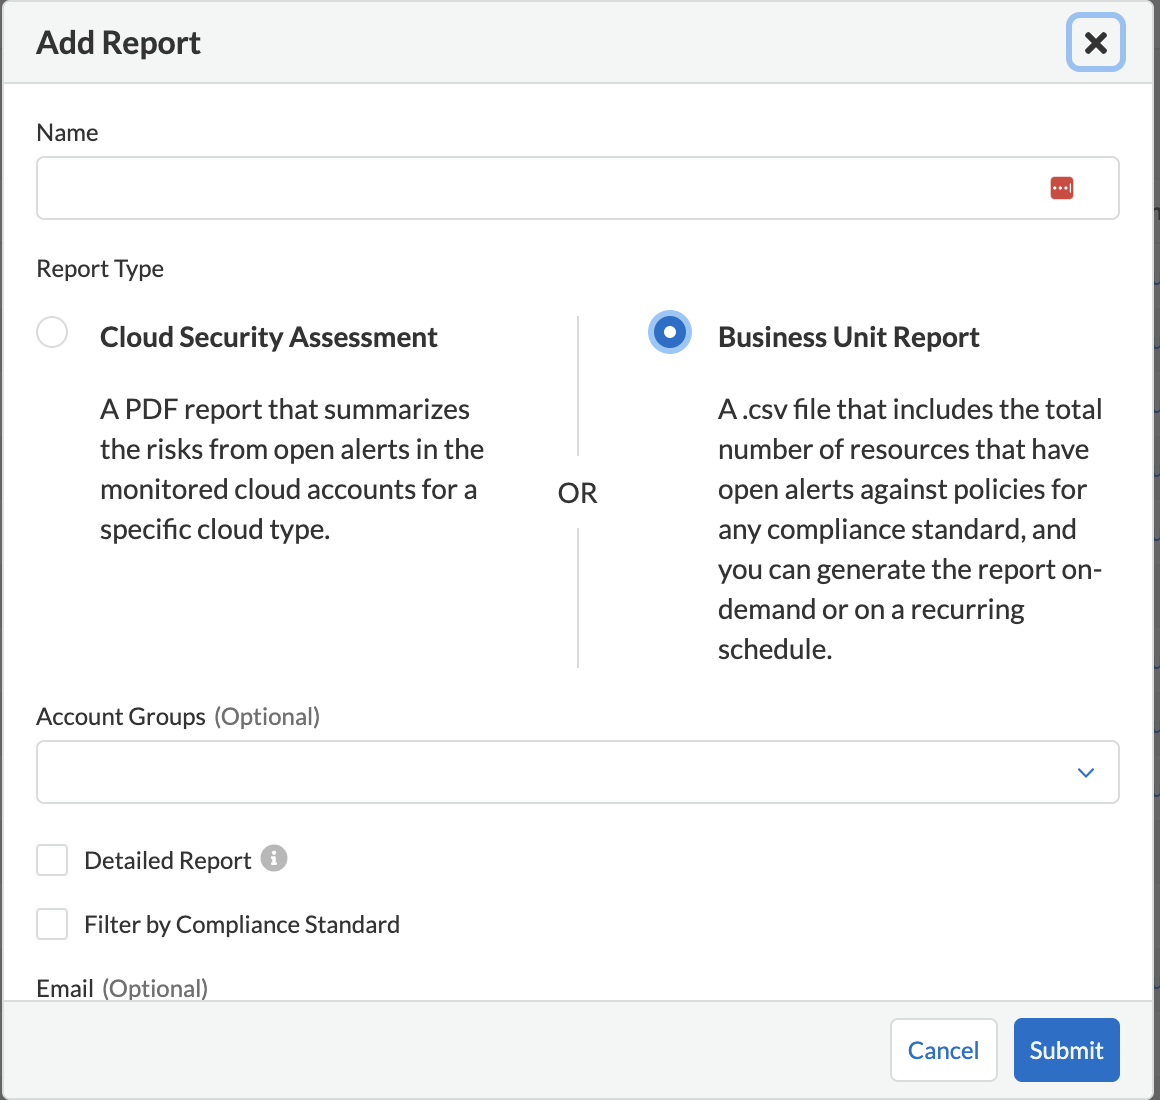 Add Report
Name
Report Type
Cloud Security Assessment
A PDF report that summarizes
the risks from open alerts in the
monitored cloud accounts for a
specific cloud type.
OR
Business Unit Report
A .csv file that includes the total
number of resources that have
open alerts against policies for
any compliance standard, and
you can generate the report on-
demand or on a recurring
schedule.
Account Groups (Optional)
Detailed Report
Filter by Compliance Standard
Email (Optional)
Cancel Submit